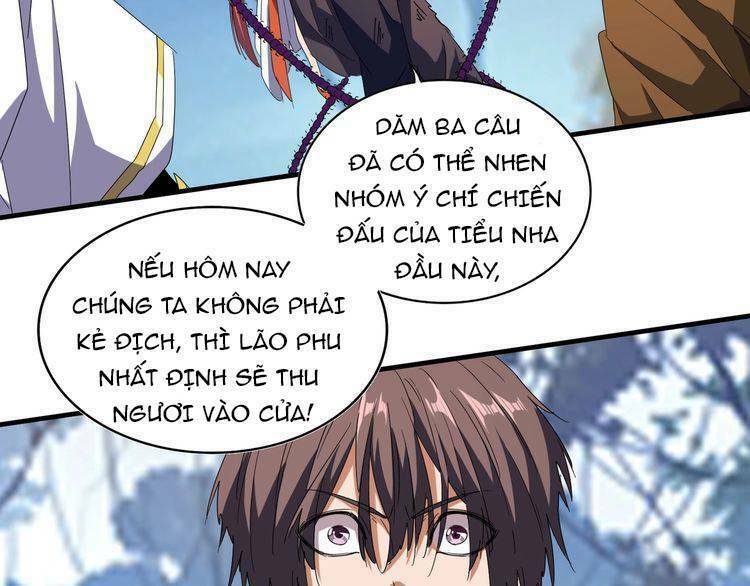 DĂM BA CÂU
ĐÃ CÓ THỂ NHEN
NHÓM Ý CHÍ CHIẾN
ĐẤU CỦA TIỂU NHA
ĐẦU NÀY,
NẾU HÔM NAY
CHÚNG TA KHÔNG PHẢI
KẺ ĐỊCH, THÌ LÃO PHU
NHẤT ĐỊNH SẼ THU
NGƯƠI VÀO CỬA!